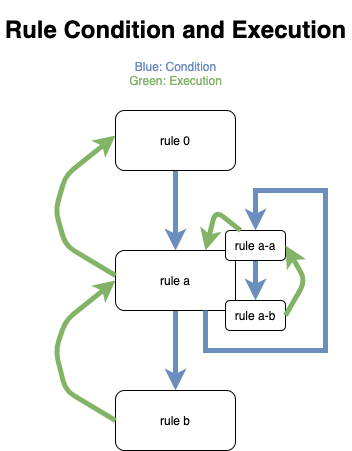 Rule Condition and Execution
Blue: Condition
Green: Execution
rule 0
rule a-a
rule a
rule a-b
rule b